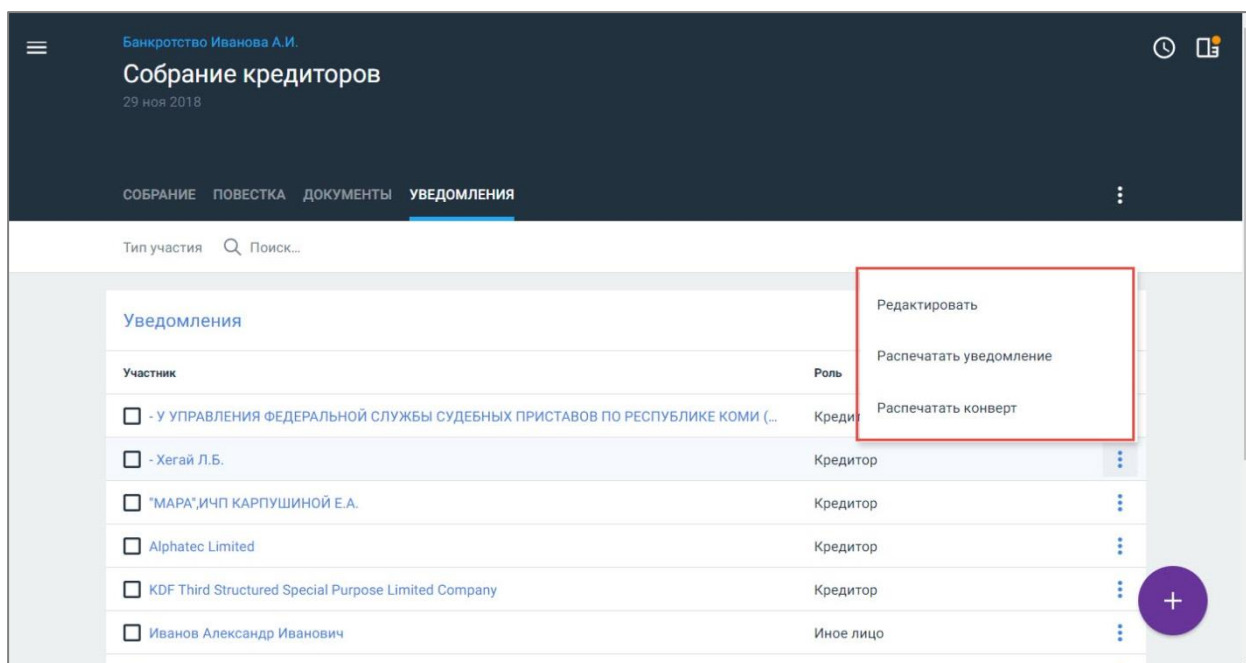 Банкротство Иванова А.И.
Собрание кредиторов
29 ноя 2018
СОБРАНИЕ ПОВЕСТКА ДОКУМЕНТЫ УВЕДОМЛЕНИЯ
Тип участия Поиск...
Уведомления
Редактировать
Распечатать уведомление
Распечатать конверт
Участник Роль
- У УПРАВЛЕНИЯ ФЕДЕРАЛЬНОЙ СЛУЖБЫ СУДЕБНЫХ ПРИСТАВОВ ПО РЕСПУБЛИКЕ КОМИ (... Креди
- Хегай Л.Б. Кредитор
"МАРА",ИЧП КАРПУШИНОЙ Е.А. Кредитор
Alphatec Limited Кредитор
KDF Third Structured Special Purpose Limited Company Кредитор
Иванов Александр Иванович Иное лицо